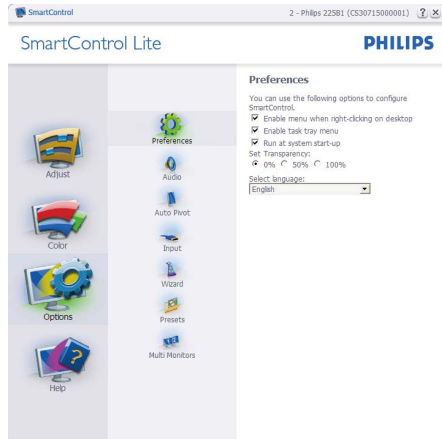 SmartControl
2 - Philips 225B1 (CS30715000001)
SmartControl Lite
PHILIPS
Adjust
Color
Options
Help
Preferences
Audio
Auto Pivot
Input
Wizard
Presets
Multi Monitors
Preferences
You can use the following options to configure
SmartControl.
Enable menu when right-clicking on desktop
Enable task tray menu
Run at system start-up
Set Transparency:
0% 50% 100%
Select language:
English